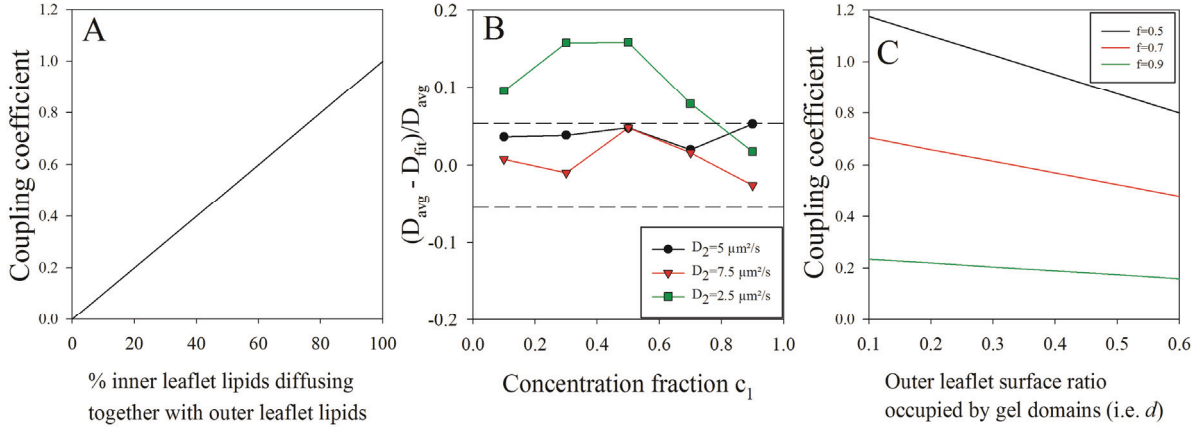 A
Coupling coefficient
1.2
1.0
0.8
0.6
0.4
0.2
0.0
0 20 40 60 80 100
% inner leaflet lipids diffusing
together with outer leaflet lipids
B
(D_avg - D_fit)/D_avg
0.2
0.1
0.0
-0.1
-0.2
D₂=5 µm²/s
D₂=7.5 µm²/s
D₂=2.5 µm²/s
0.0 0.2 0.4 0.6 0.8 1.0
Concentration fraction c₁
C
Coupling coefficient
f=0.5
f=0.7
f=0.9
1.2
1.0
0.8
0.6
0.4
0.2
0.0
0.1 0.2 0.3 0.4 0.5 0.6
Outer leaflet surface ratio
occupied by gel domains (i.e. d)